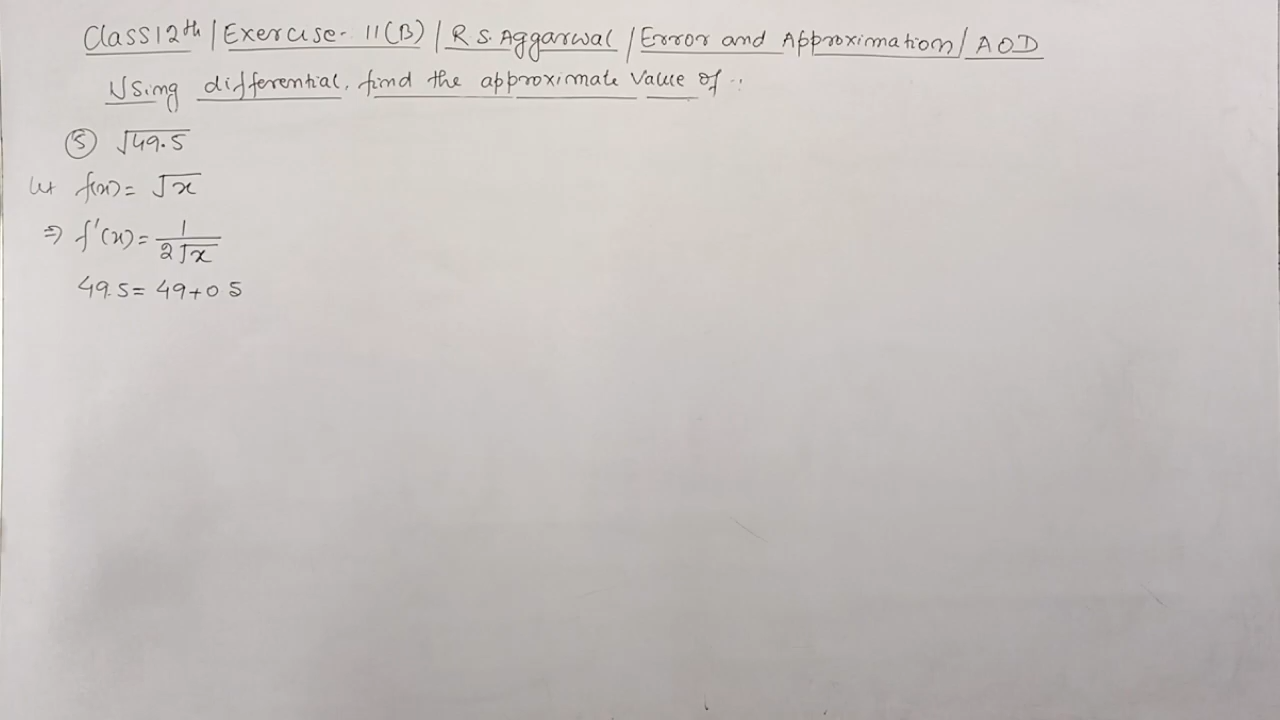 Class 12th / Exercise- 11(B) / R S. Aggarwal / Error and Approximation / AOD
Using differential, find the approximate value of :
⑤ √49.5
let f(x) = √x
⇒ f'(x) = 1/2√x
49.5 = 49+0 5